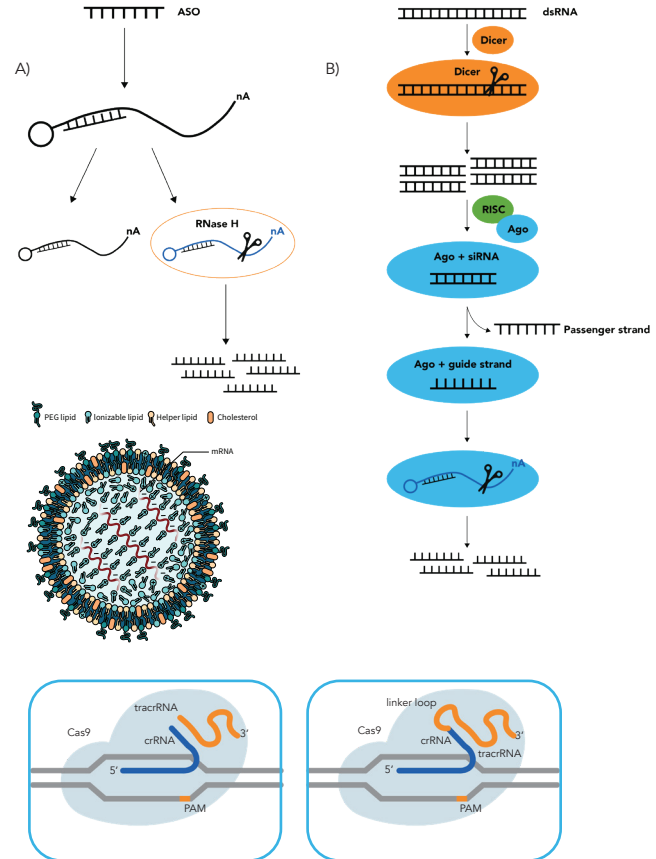 ASO
A)
nA
nA
RNase H
nA
dsRNA
Dicer
B)
Dicer
RISC
Ago
Ago + siRNA
Passenger strand
Ago + guide strand
nA
PEG lipid
Ionizable lipid
Helper lipid
Cholesterol
mRNA
tracrRNA
Cas9
crRNA
3’
5’
PAM
linker loop
Cas9
crRNA
3’
tracrRNA
5’
PAM